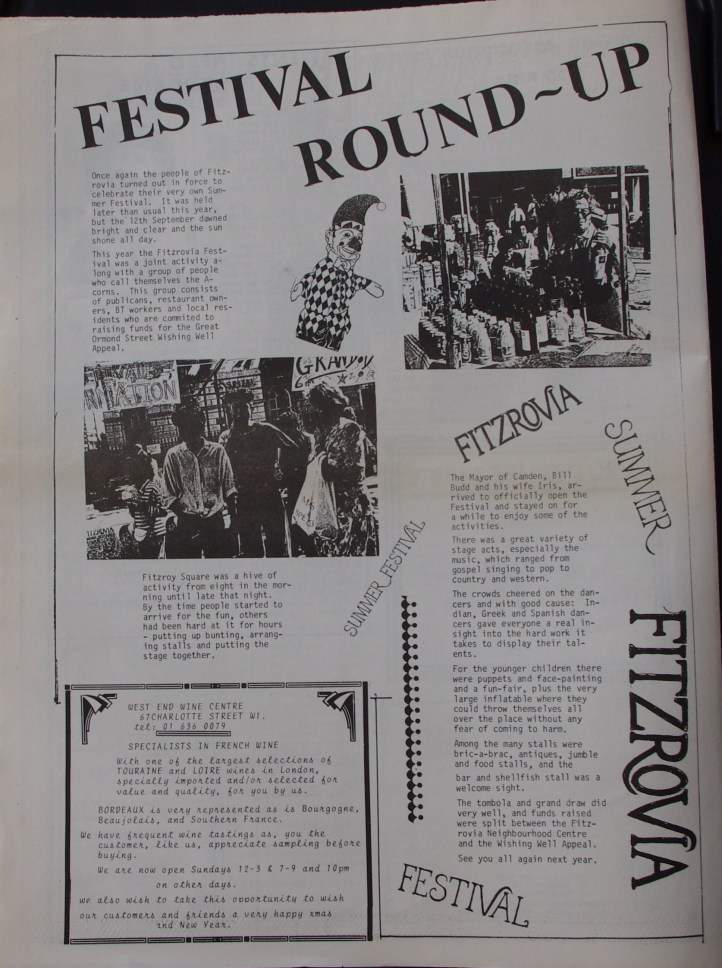 FESTIVAL
ROUND~UP
Once again the people of Fitz-
rovia turned out in force to
celebrate their very own Sum-
mer Festival. It was held
later than usual this year,
but the 12th September dawned
bright and clear and the sun
shone all day.
This year the Fitzrovia Fest-
ival was a joint activity a-
long with a group of people
who call themselves the A-
corns. This group consists
of publicans, restaurant own-
ers, BT workers and local res-
idents who are commited to
raising funds for the Great
Ormond Street Wishing Well
Appeal.
GRAND
Fitzroy Square was a hive of
activity from eight in the mor-
ning until late that night.
By the time people started to
arrive for the fun, others
had been hard at it for hours
- putting up bunting, arrang-
ing stalls and putting the
stage together.
SUMMER FESTIVAL
FITZROVIA
SUMMER
The Mayor of Camden, Bill
Budd and his wife Iris, ar-
rived to officially open the
Festival and stayed on for
a while to enjoy some of the
activities.
There was a great variety of
stage acts, especially the
music, which ranged from
gospel singing to pop to
country and western.
The crowds cheered on the dan-
cers and with good cause: In-
dian, Greek and Spanish dan-
cers gave everyone a real in-
sight into the hard work it
takes to display their tal-
ents.
For the younger children there
were puppets and face-painting
and a fun-fair, plus the very
large inflatable where they
could throw themselves all
over the place without any
fear of coming to harm.
Among the many stalls were
bric-a-brac, antiques, jumble
and food stalls, and the
bar and shellfish stall was a
welcome sight.
The tombola and grand draw did
very well, and funds raised
were split between the Fitz-
rovia Neighbourhood Centre
and the Wishing Well Appeal.
See you all again next year.
FITZROVIA
FESTIVAL
WEST END WINE CENTRE
67CHARLOTTE STREET W1.
tel: 01 636 0079
SPECIALISTS IN FRENCH WINE
With one of the largest selections of
TOURAINE and LOIRE wines in London,
specially imported and/or selected for
value and quality, for you by us.
BORDEAUX is very represented as is Bourgogne,
Beaujolais, and Southern France.
We have frequent wine tastings as, you the
customer, like us, appreciate sampling before
buying.
We are now open Sundays 12-3 & 7-9 and 10pm
on other days.
we also wish to take this opportunity to wish
our customers and friends a very happy xmas
and New Year.